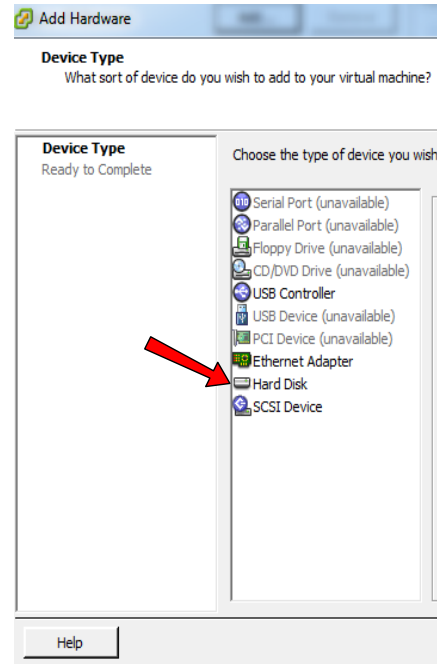 Add Hardware
Device Type
What sort of device do you wish to add to your virtual machine?
Device Type
Ready to Complete
Choose the type of device you wish
Serial Port (unavailable)
Parallel Port (unavailable)
Floppy Drive (unavailable)
CD/DVD Drive (unavailable)
USB Controller
USB Device (unavailable)
PCI Device (unavailable)
Ethernet Adapter
Hard Disk
SCSI Device
Help